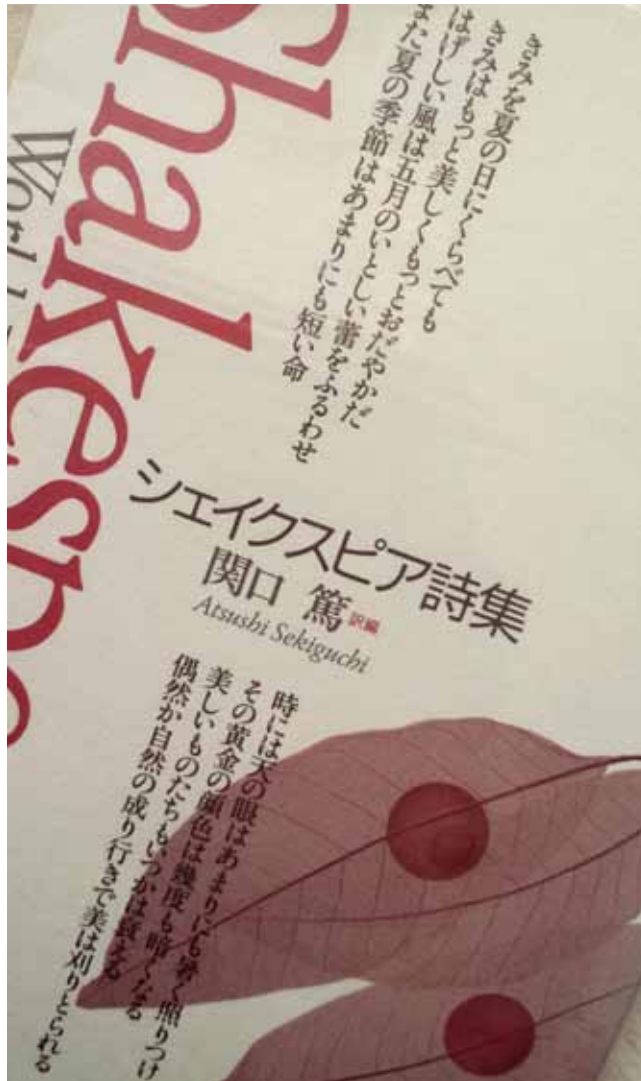 きみを夏の日にくらべても
きみはもっと美しくもっとおだやかだ
はげしい風は五月のいとしい蕾をふるわせ
また夏の季節はあまりにも短い命
Shakespe
シェイクスピア詩集
関口 篤 訳編
Atsushi Sekiguchi
時には天の眼はあまりにも暑く照りつけ
その黄金の顔色は幾度も暗くなる
美しいものたちもいつかは衰える
偶然か自然の成り行きで美は刈りとられる